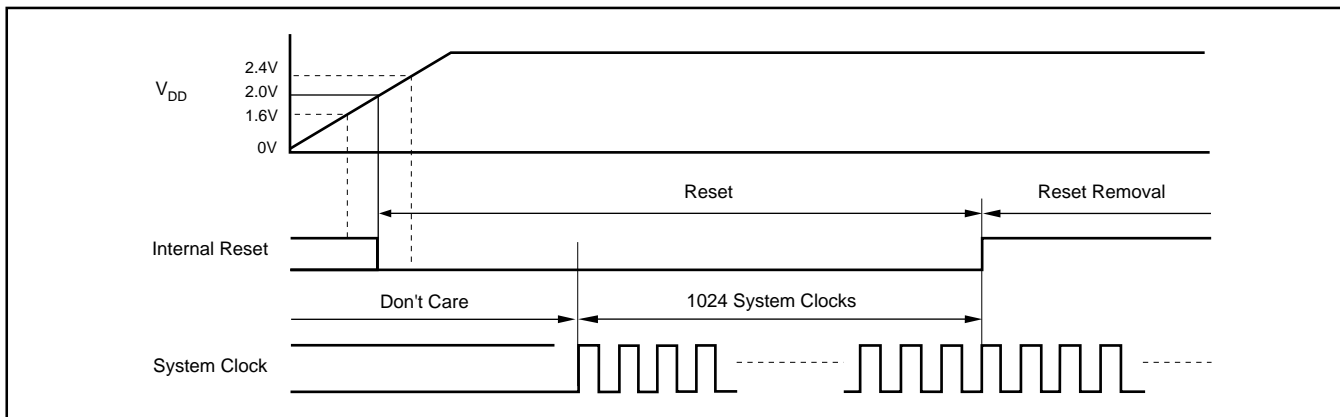 2.4V
V_DD
2.0V
1.6V
0V
Reset
Reset Removal
Internal Reset
Don't Care
1024 System Clocks
System Clock